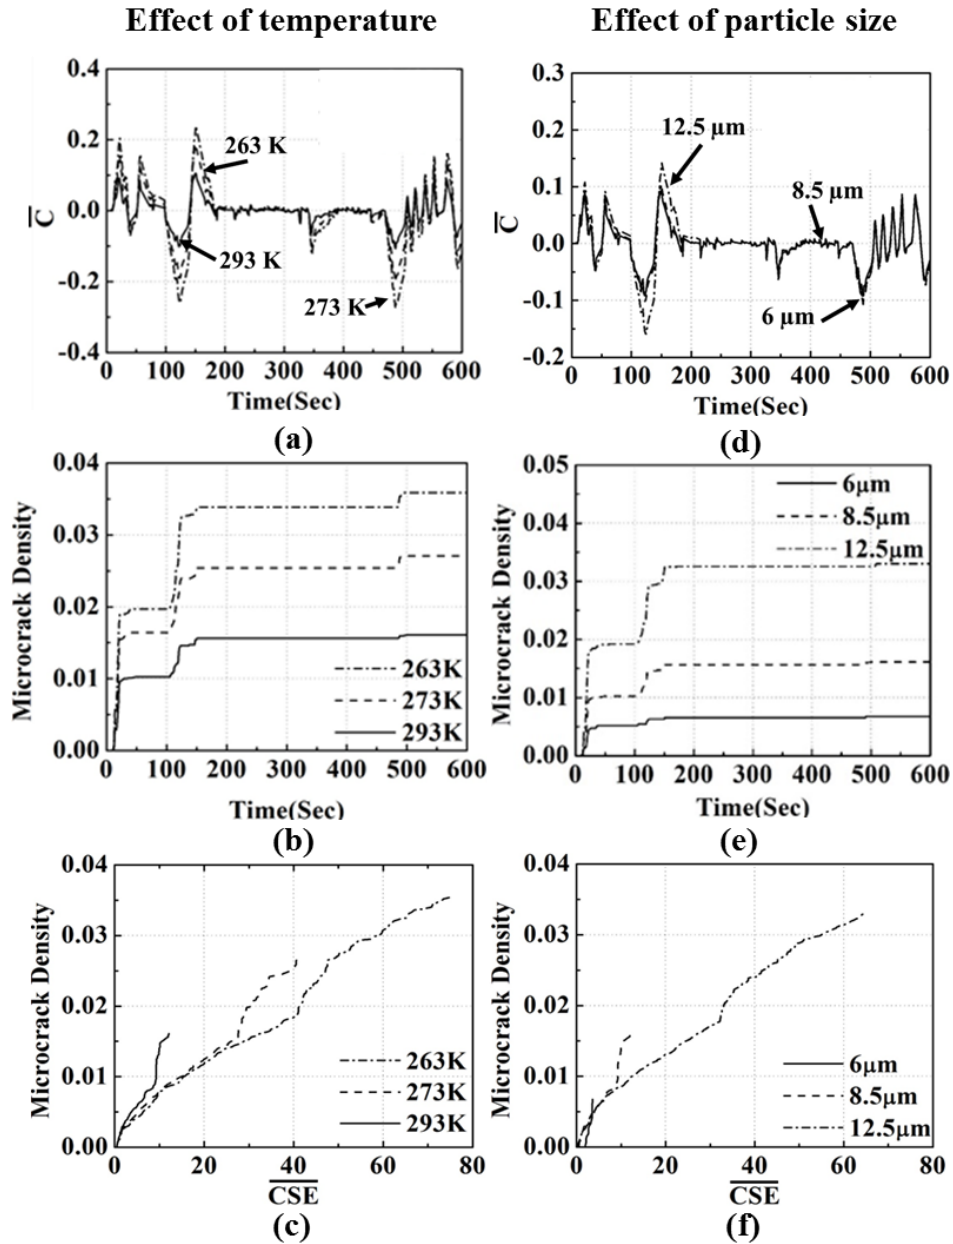 Effect of temperature
Effect of particle size
0.4
0.2
0.0
-0.2
-0.4
C
263 K
293 K
273 K
0 100 200 300 400 500 600
Time(Sec)
(a)
0.3
0.2
0.1
0.0
-0.1
-0.2
C
12.5 µm
8.5 µm
6 µm
0 100 200 300 400 500 600
Time(Sec)
(d)
0.04
0.03
0.02
0.01
0.00
Microcrack Density
263K
273K
293K
0 100 200 300 400 500 600
Time(Sec)
(b)
0.05
0.04
0.03
0.02
0.01
0.00
Microcrack Density
6µm
8.5µm
12.5µm
0 100 200 300 400 500 600
Time(Sec)
(e)
0.04
0.03
0.02
0.01
0.00
Microcrack Density
263K
273K
293K
0 20 40 60 80
CSE
(c)
0.04
0.03
0.02
0.01
0.00
Microcrack Density
6µm
8.5µm
12.5µm
0 20 40 60 80
CSE
(f)